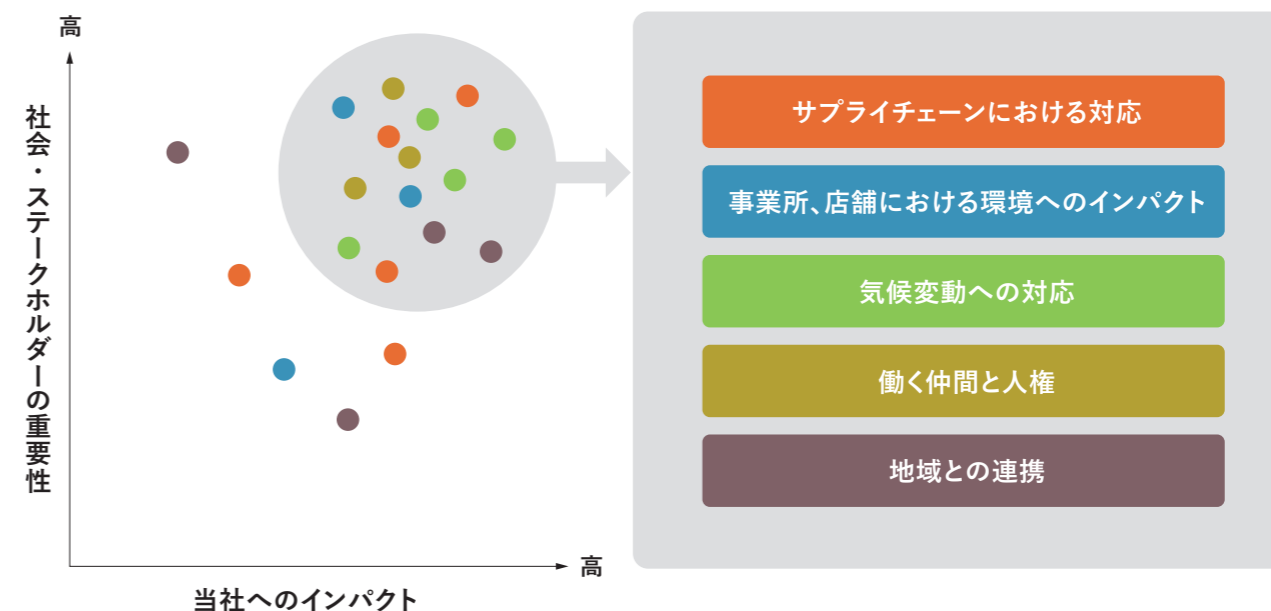 高
社会・ステークホルダーの重要性
高
当社へのインパクト
サプライチェーンにおける対応
事業所、店舗における環境へのインパクト
気候変動への対応
働く仲間と人権
地域との連携